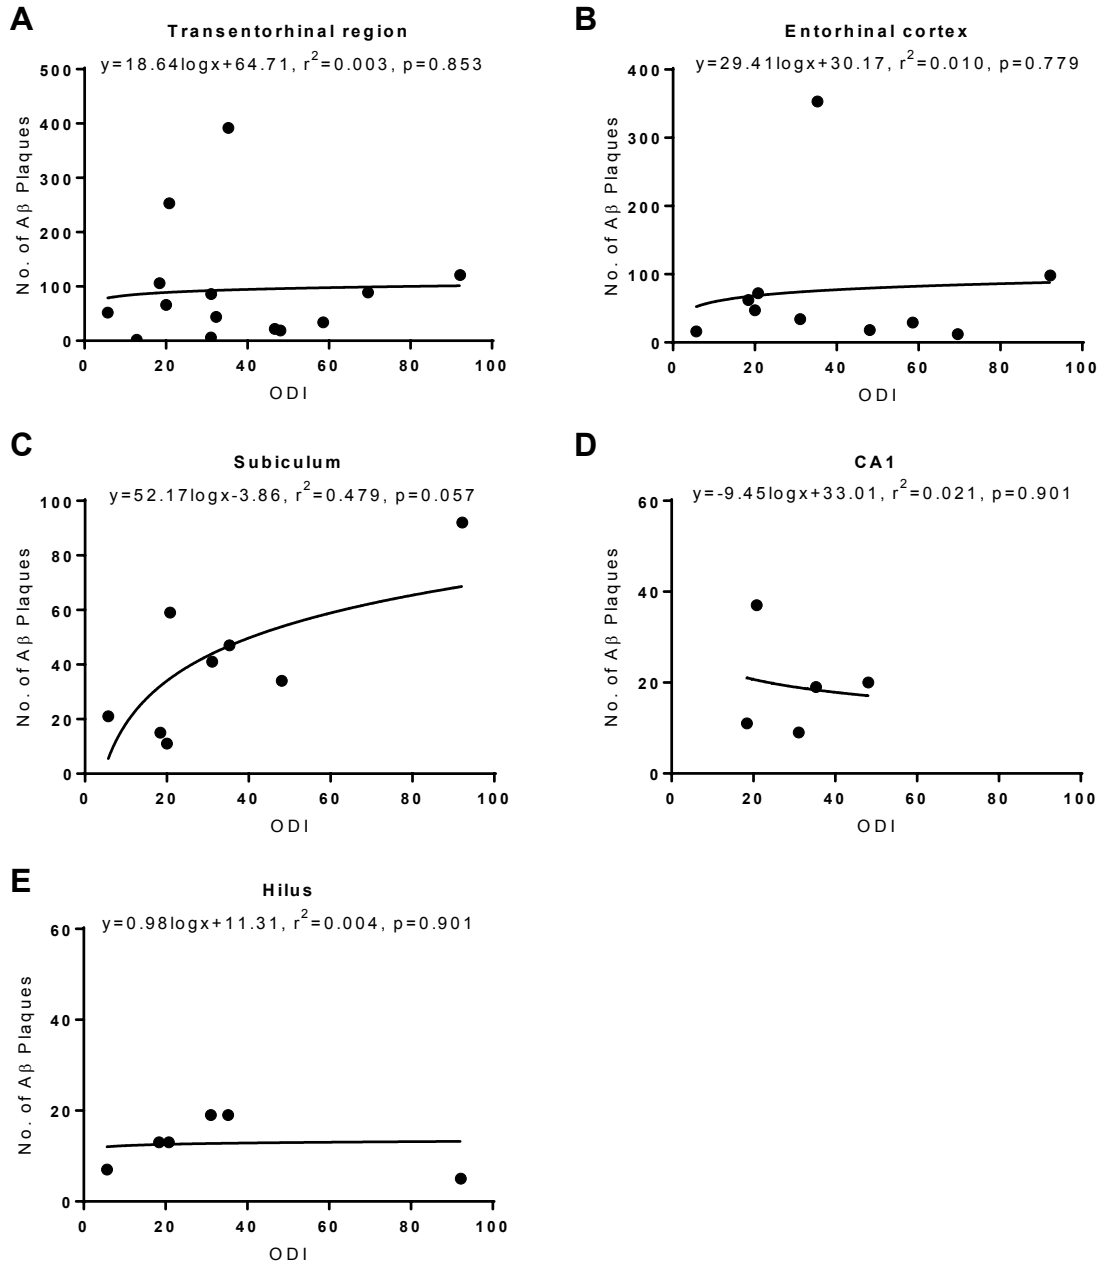 A
Transentorhinal region
y=18.64logx+64.71, r2=0.003, p=0.853
500
400
300
200
100
0
No. of Aβ Plaques
0 20 40 60 80 100
ODI
B
Entorhinal cortex
y=29.41logx+30.17, r2=0.010, p=0.779
400
300
200
100
0
No. of Aβ Plaques
0 20 40 60 80 100
ODI
C
Subiculum
y=52.17logx-3.86, r2=0.479, p=0.057
100
80
60
40
20
0
No. of Aβ Plaques
0 20 40 60 80 100
ODI
D
CA1
y=-9.45logx+33.01, r2=0.021, p=0.901
60
40
20
0
No. of Aβ Plaques
0 20 40 60 80 100
ODI
E
Hilus
y=0.98logx+11.31, r2=0.004, p=0.901
60
40
20
0
No. of Aβ Plaques
0 20 40 60 80 100
ODI